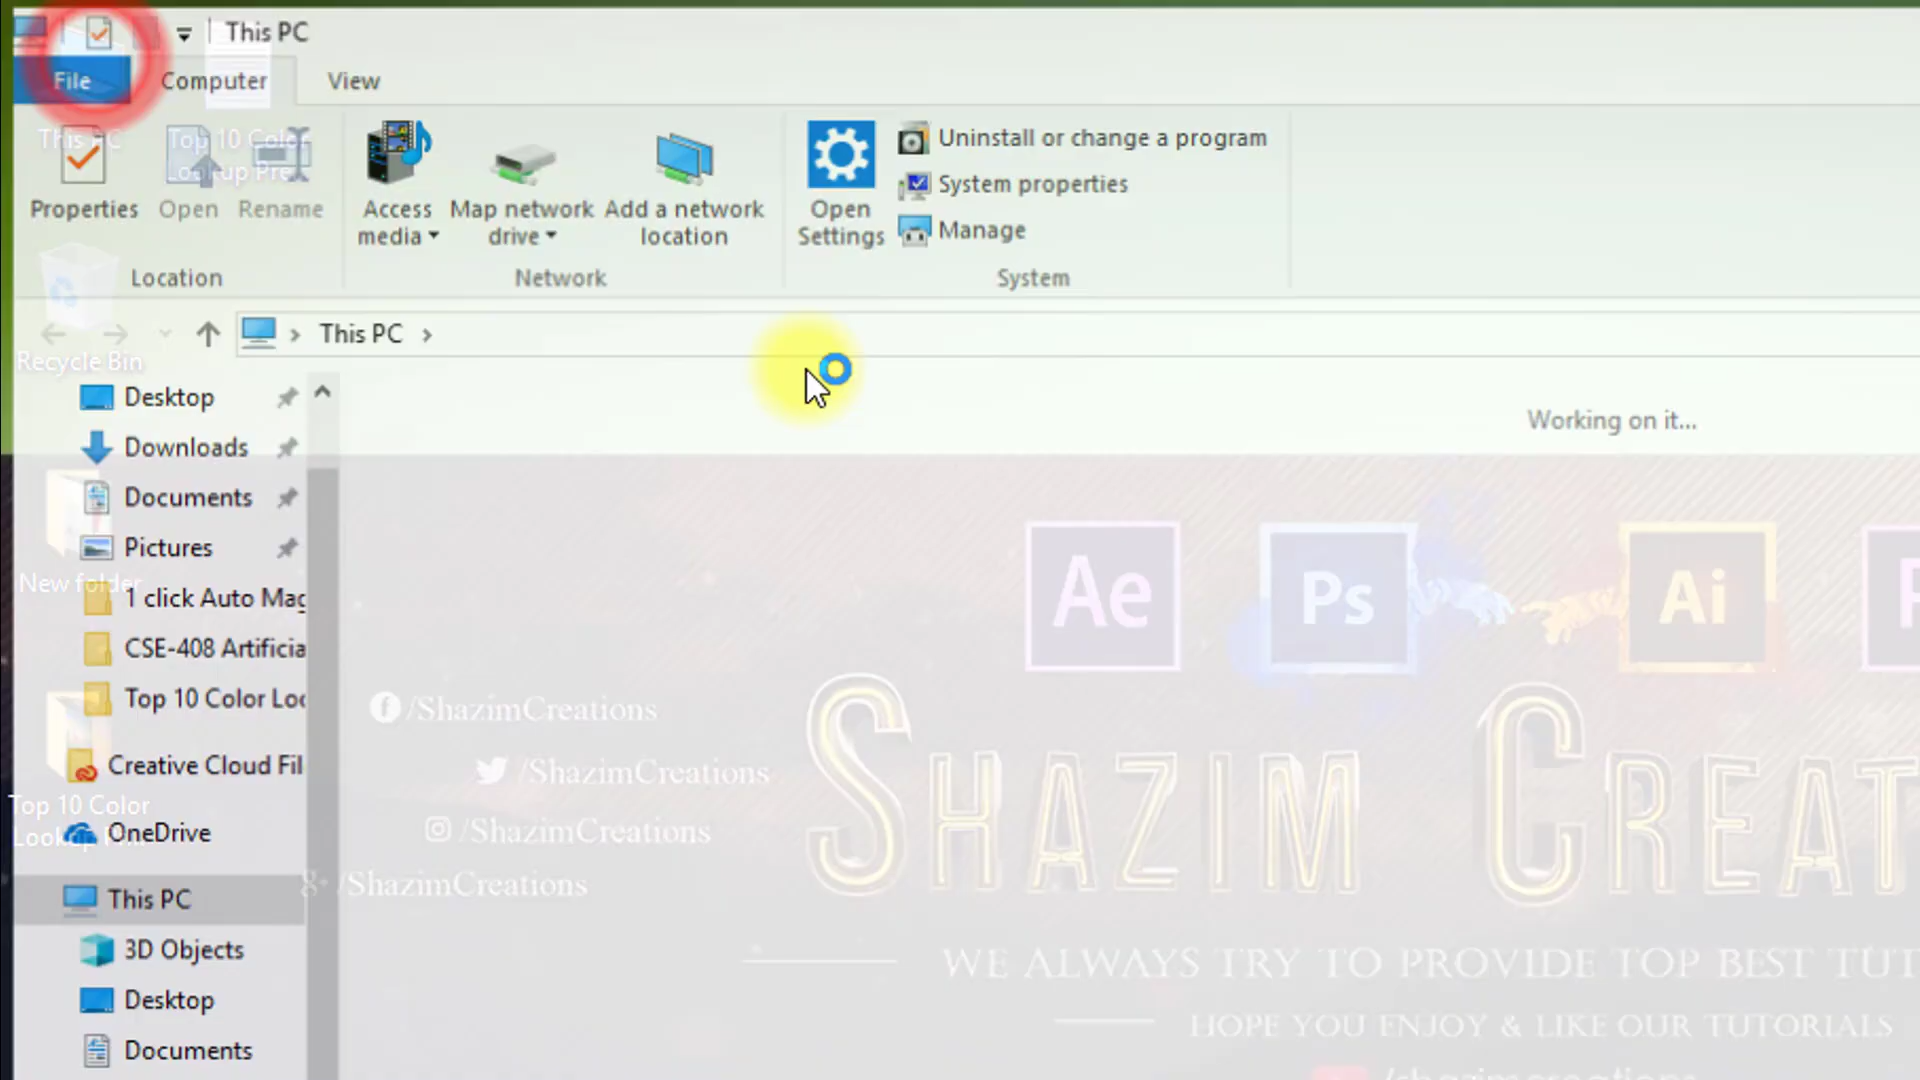 This PC
File
Computer
View
This PC
Top 10 Color
Lookup Pre
Properties
Open
Rename
Access
media
Map network
drive
Add a network
location
Open
Settings
Uninstall or change a program
System properties
Manage
Location
Network
System
This PC
Recycle Bin
Working on it...
Desktop
Downloads
Documents
Pictures
New folder
1 click Auto Mag
CSE-408 Artificia
Top 10 Color Loo
Creative Cloud Fil
Top 10 Color
OneDrive
This PC
3D Objects
Desktop
Documents
Ae
Ps
Ai
/ShazimCreations
/ShazimCreations
/ShazimCreations
/ShazimCreations
SHAZIM CREAT
WE ALWAYS TRY TO PROVIDE TOP BEST TUT
HOPE YOU ENJOY & LIKE OUR TUTORIALS